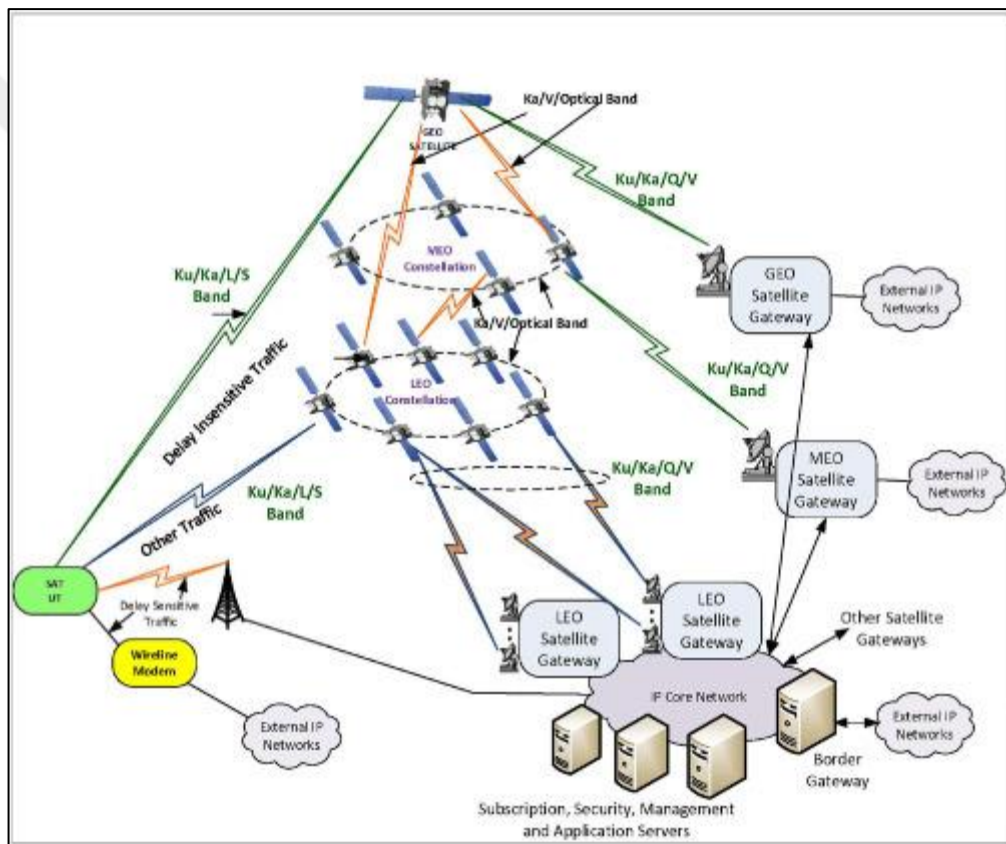 Ka/V/Optical Band
GEO
SATELLITE
Ku/Ka/Q/V
Band
MEO
Constellation
GEO
Satellite
Gateway
External IP
Networks
Ku/Ka/L/S
Band
Ka/V/Optical Band
Delay Insensitive Traffic
Ku/Ka/Q/V
Band
LEO
Constellation
MEO
Satellite
Gateway
External IP
Networks
Ku/Ka/L/S
Band
Ku/Ka/Q/V
Band
Other Traffic
SAT
UT
Delay Sensitive
Traffic
Wireline
Modem
External IP
Networks
LEO
Satellite
Gateway
LEO
Satellite
Gateway
Other Satellite
Gateways
IP Core Network
External IP
Networks
Border
Gateway
Subscription, Security, Management
and Application Servers